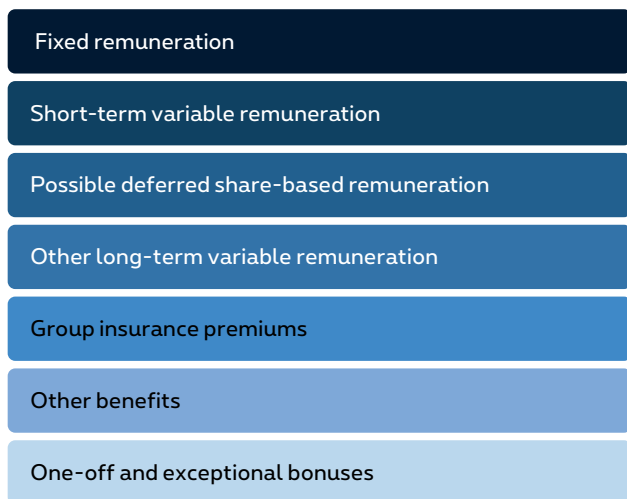 Fixed remuneration
Short-term variable remuneration
Possible deferred share-based remuneration
Other long-term variable remuneration
Group insurance premiums
Other benefits
One-off and exceptional bonuses